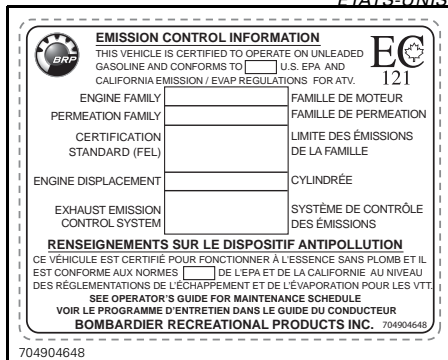 ÉTATS-UNIS
EMISSION CONTROL INFORMATION
THIS VEHICLE IS CERTIFIED TO OPERATE ON UNLEADED
GASOLINE AND CONFORMS TO U.S. EPA AND
CALIFORNIA EMISSION / EVAP REGULATIONS FOR ATV.
BRP
EC
121
ENGINE FAMILY FAMILLE DE MOTEUR
PERMEATION FAMILY FAMILLE DE PERMEATION
CERTIFICATION LIMITE DES ÉMISSIONS
STANDARD (FEL) DE LA FAMILLE
ENGINE DISPLACEMENT CYLINDRÉE
EXHAUST EMISSION SYSTÈME DE CONTRÔLE
CONTROL SYSTEM DES ÉMISSIONS
RENSEIGNEMENTS SUR LE DISPOSITIF ANTIPOLLUTION
CE VÉHICULE EST CERTIFIÉ POUR FONCTIONNER À L'ESSENCE SANS PLOMB ET IL
EST CONFORME AUX NORMES DE L'EPA ET DE LA CALIFORNIE AU NIVEAU
DES RÉGLEMENTATIONS DE L'ÉCHAPPEMENT ET DE L'ÉVAPORATION POUR LES VTT.
SEE OPERATOR'S GUIDE FOR MAINTENANCE SCHEDULE
VOIR LE PROGRAMME D'ENTRETIEN DANS LE GUIDE DU CONDUCTEUR
BOMBARDIER RECREATIONAL PRODUCTS INC. 704904648
704904648